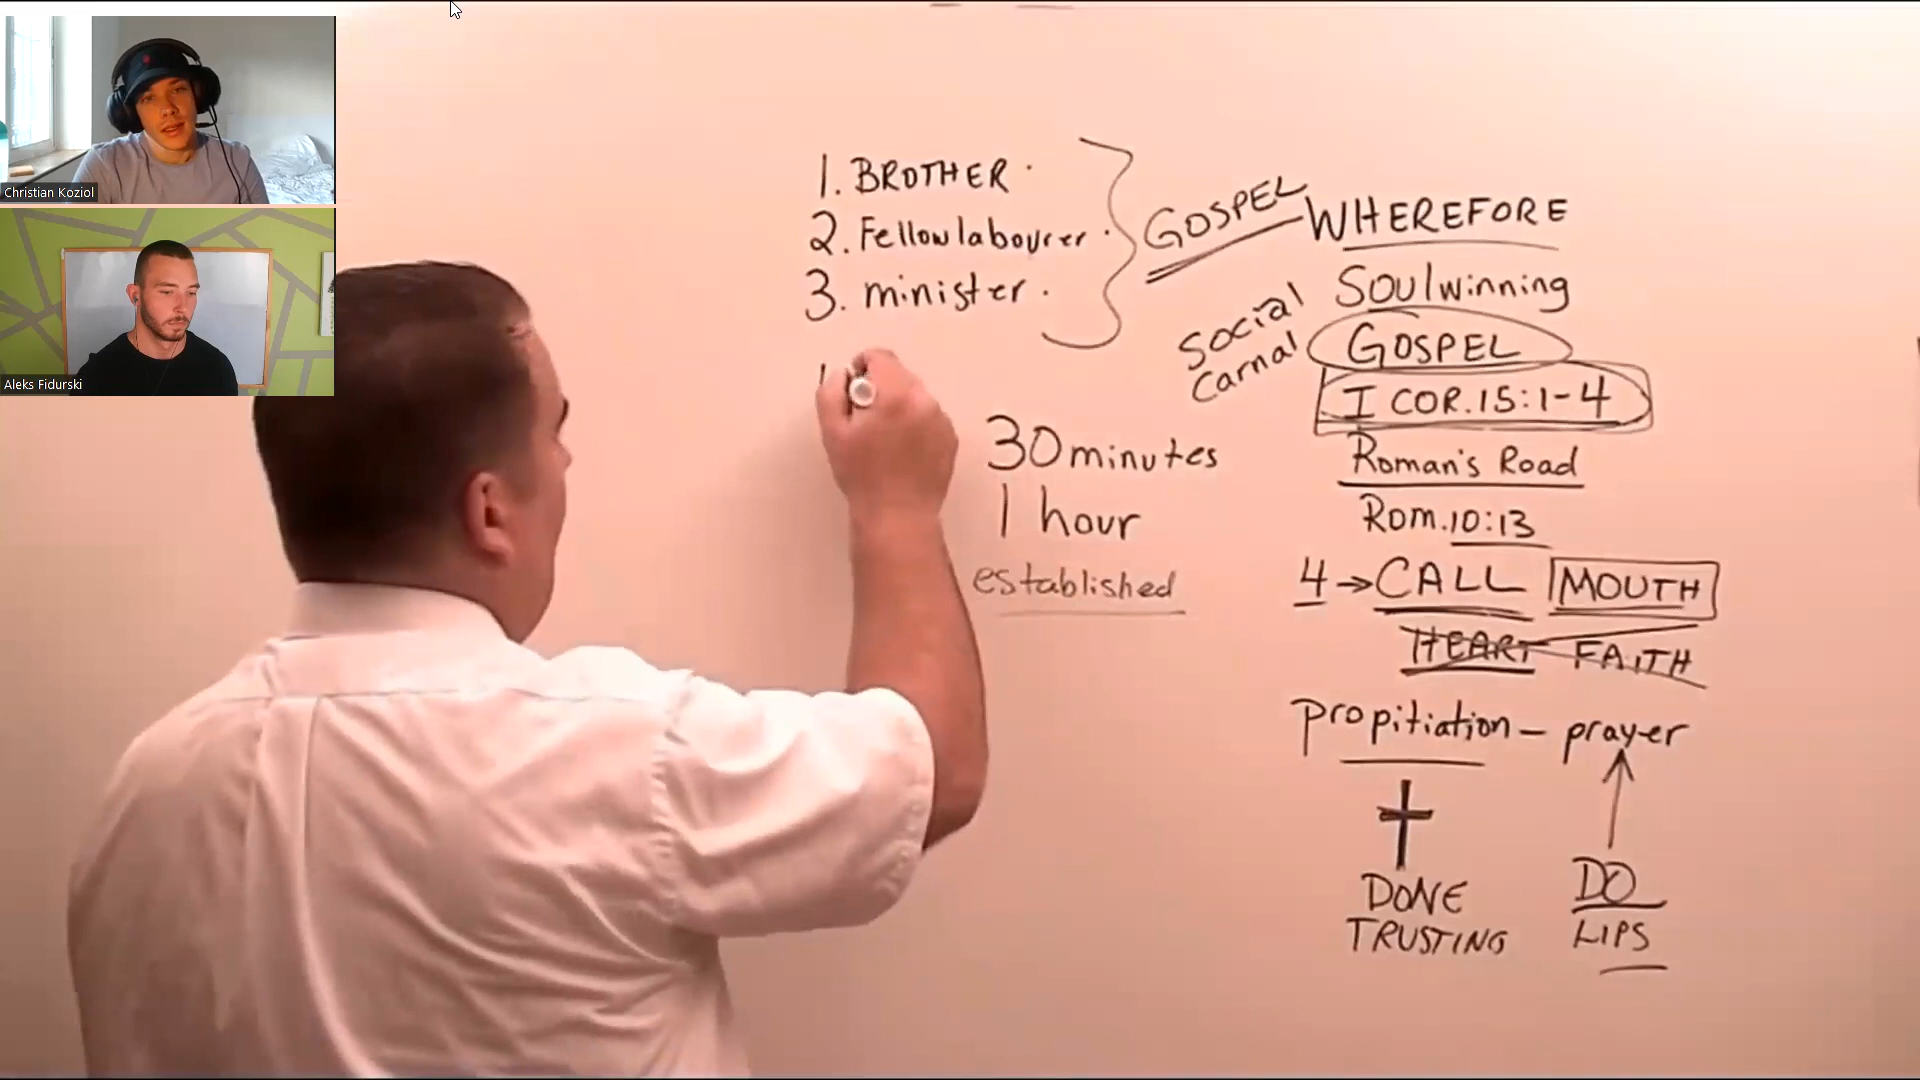 Christian Koziol
Aleks Fidurski
1. BROTHER
2. Fellowlabourer
3. minister
GOSPEL
WHEREFORE
Soulwinning
Social
Carnal
GOSPEL
I COR. 15:1-4
30 minutes
1 hour
established
Roman's Road
Rom. 10:13
4 → CALL MOUTH
HEART FAITH
propitiation – prayer
DONE
TRUSTING
DO
LIPS